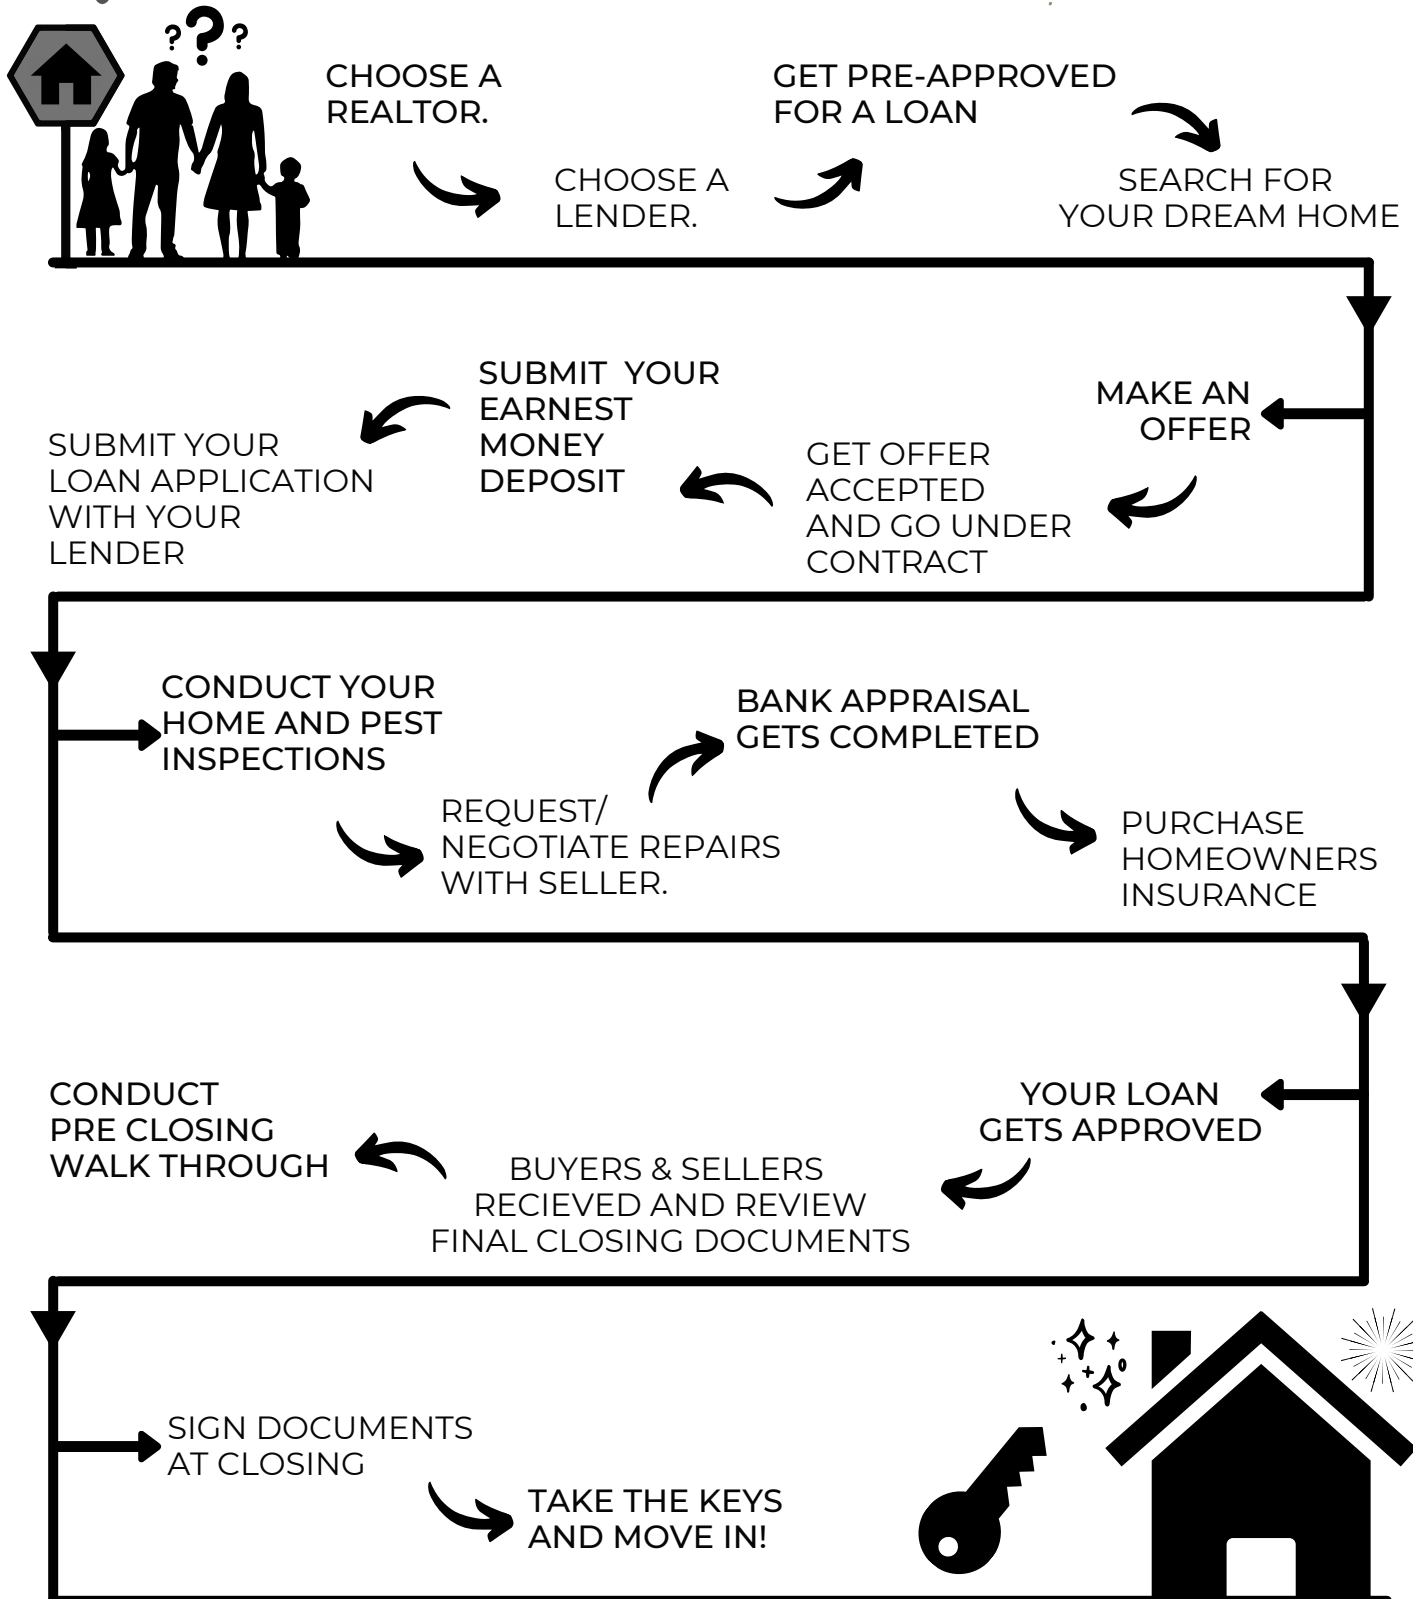 ? ? ?
CHOOSE A
REALTOR.
CHOOSE A
LENDER.
GET PRE-APPROVED
FOR A LOAN
SEARCH FOR
YOUR DREAM HOME
MAKE AN
OFFER
GET OFFER
ACCEPTED
AND GO UNDER
CONTRACT
SUBMIT YOUR
EARNEST
MONEY
DEPOSIT
SUBMIT YOUR
LOAN APPLICATION
WITH YOUR
LENDER
CONDUCT YOUR
HOME AND PEST
INSPECTIONS
REQUEST/
NEGOTIATE REPAIRS
WITH SELLER.
BANK APPRAISAL
GETS COMPLETED
PURCHASE
HOMEOWNERS
INSURANCE
YOUR LOAN
GETS APPROVED
BUYERS & SELLERS
RECIEVED AND REVIEW
FINAL CLOSING DOCUMENTS
CONDUCT
PRE CLOSING
WALK THROUGH
SIGN DOCUMENTS
AT CLOSING
TAKE THE KEYS
AND MOVE IN!